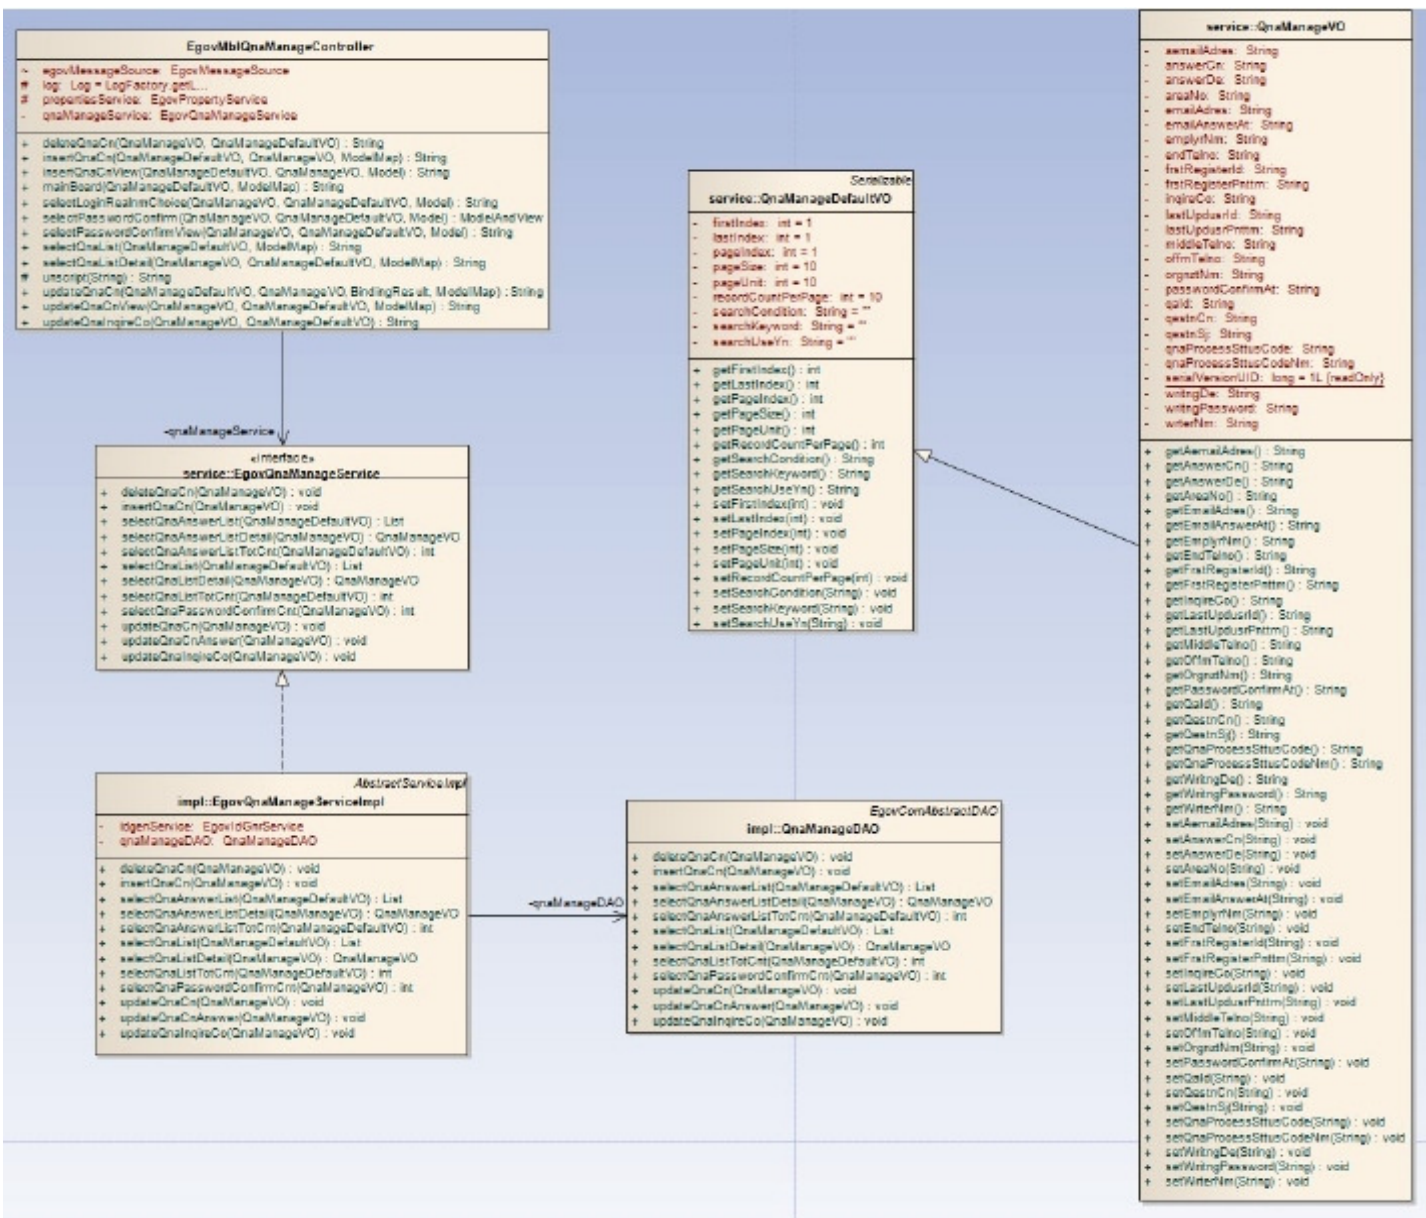 EgovMblQnaManageController
~ egovMessageSource: EgovMessageSource
# log: Log = LogFactory.getL...
# propertiesService: EgovPropertyService
- qnaManageService: EgovQnaManageService
+ deleteQnaCn(QnaManageVO, QnaManageDefaultVO) : String
+ insertQnaCn(QnaManageDefaultVO, QnaManageVO, ModelMap) : String
+ insertQnaCnView(QnaManageDefaultVO, QnaManageVO, Model) : String
+ mainBoard(QnaManageDefaultVO, ModelMap) : String
+ selectLoginRealnmChoice(QnaManageVO, QnaManageDefaultVO, Model) : String
+ selectPasswordConfirm(QnaManageVO, QnaManageDefaultVO, Model) : ModelAndView
+ selectPasswordConfirmView(QnaManageVO, QnaManageDefaultVO, Model) : String
+ selectQnaList(QnaManageDefaultVO, ModelMap) : String
+ selectQnaListDetail(QnaManageVO, QnaManageDefaultVO, ModelMap) : String
# unscript(String) : String
+ updateQnaCn(QnaManageDefaultVO, QnaManageVO, BindingResult, ModelMap) : String
+ updateQnaCnView(QnaManageVO, QnaManageDefaultVO, ModelMap) : String
+ updateQnaInqireCo(QnaManageVO, QnaManageDefaultVO) : String
-qnaManageService
«interface»
service::EgovQnaManageService
+ deleteQnaCn(QnaManageVO) : void
+ insertQnaCn(QnaManageVO) : void
+ selectQnaAnswerList(QnaManageDefaultVO) : List
+ selectQnaAnswerListDetail(QnaManageVO) : QnaManageVO
+ selectQnaAnswerListTotCnt(QnaManageDefaultVO) : int
+ selectQnaList(QnaManageDefaultVO) : List
+ selectQnaListDetail(QnaManageVO) : QnaManageVO
+ selectQnaListTotCnt(QnaManageDefaultVO) : int
+ selectQnaPasswordConfirmCnt(QnaManageVO) : int
+ updateQnaCn(QnaManageVO) : void
+ updateQnaCnAnswer(QnaManageVO) : void
+ updateQnaInqireCo(QnaManageVO) : void
AbstractServiceImpl
impl::EgovQnaManageServiceImpl
- idgenService: EgovIdGnrService
- qnaManageDAO: QnaManageDAO
+ deleteQnaCn(QnaManageVO) : void
+ insertQnaCn(QnaManageVO) : void
+ selectQnaAnswerList(QnaManageDefaultVO) : List
+ selectQnaAnswerListDetail(QnaManageVO) : QnaManageVO
+ selectQnaAnswerListTotCnt(QnaManageDefaultVO) : int
+ selectQnaList(QnaManageDefaultVO) : List
+ selectQnaListDetail(QnaManageVO) : QnaManageVO
+ selectQnaListTotCnt(QnaManageDefaultVO) : int
+ selectQnaPasswordConfirmCnt(QnaManageVO) : int
+ updateQnaCn(QnaManageVO) : void
+ updateQnaCnAnswer(QnaManageVO) : void
+ updateQnaInqireCo(QnaManageVO) : void
-qnaManageDAO
EgovComAbstractDAO
impl::QnaManageDAO
+ deleteQnaCn(QnaManageVO) : void
+ insertQnaCn(QnaManageVO) : void
+ selectQnaAnswerList(QnaManageDefaultVO) : List
+ selectQnaAnswerListDetail(QnaManageVO) : QnaManageVO
+ selectQnaAnswerListTotCnt(QnaManageDefaultVO) : int
+ selectQnaList(QnaManageDefaultVO) : List
+ selectQnaListDetail(QnaManageVO) : QnaManageVO
+ selectQnaListTotCnt(QnaManageDefaultVO) : int
+ selectQnaPasswordConfirmCnt(QnaManageVO) : int
+ updateQnaCn(QnaManageVO) : void
+ updateQnaCnAnswer(QnaManageVO) : void
+ updateQnaInqireCo(QnaManageVO) : void
Serializable
service::QnaManageDefaultVO
- firstIndex: int = 1
- lastIndex: int = 1
- pageIndex: int = 1
- pageSize: int = 10
- pageUnit: int = 10
- recordCountPerPage: int = 10
- searchCondition: String = ""
- searchKeyword: String = ""
- searchUseYn: String = ""
+ getFirstIndex() : int
+ getLastIndex() : int
+ getPageIndex() : int
+ getPageSize() : int
+ getPageUnit() : int
+ getRecordCountPerPage() : int
+ getSearchCondition() : String
+ getSearchKeyword() : String
+ getSearchUseYn() : String
+ setFirstIndex(int) : void
+ setLastIndex(int) : void
+ setPageIndex(int) : void
+ setPageSize(int) : void
+ setPageUnit(int) : void
+ setRecordCountPerPage(int) : void
+ setSearchCondition(String) : void
+ setSearchKeyword(String) : void
+ setSearchUseYn(String) : void
service::QnaManageVO
- aemailAdres: String
- answerCn: String
- answerDe: String
- areaNo: String
- emailAdres: String
- emailAnswerAt: String
- emplyrNm: String
- endTelno: String
- frstRegisterId: String
- frstRegisterPnttm: String
- inqireCo: String
- lastUpdusrId: String
- lastUpdusrPnttm: String
- middleTelno: String
- offmTelno: String
- orgnztNm: String
- passwordConfirmAt: String
- qaId: String
- qestnCn: String
- qestnSj: String
- qnaProcessSttusCode: String
- qnaProcessSttusCodeNm: String
- serialVersionUID: long = 1L {readOnly}
- writngDe: String
- writngPassword: String
- wrterNm: String
+ getAemailAdres() : String
+ getAnswerCn() : String
+ getAnswerDe() : String
+ getAreaNo() : String
+ getEmailAdres() : String
+ getEmailAnswerAt() : String
+ getEmplyrNm() : String
+ getEndTelno() : String
+ getFrstRegisterId() : String
+ getFrstRegisterPnttm() : String
+ getInqireCo() : String
+ getLastUpdusrId() : String
+ getLastUpdusrPnttm() : String
+ getMiddleTelno() : String
+ getOffmTelno() : String
+ getOrgnztNm() : String
+ getPasswordConfirmAt() : String
+ getQaId() : String
+ getQestnCn() : String
+ getQestnSj() : String
+ getQnaProcessSttusCode() : String
+ getQnaProcessSttusCodeNm() : String
+ getWritngDe() : String
+ getWritngPassword() : String
+ getWrterNm() : String
+ setAemailAdres(String) : void
+ setAnswerCn(String) : void
+ setAnswerDe(String) : void
+ setAreaNo(String) : void
+ setEmailAdres(String) : void
+ setEmailAnswerAt(String) : void
+ setEmplyrNm(String) : void
+ setEndTelno(String) : void
+ setFrstRegisterId(String) : void
+ setFrstRegisterPnttm(String) : void
+ setInqireCo(String) : void
+ setLastUpdusrId(String) : void
+ setLastUpdusrPnttm(String) : void
+ setMiddleTelno(String) : void
+ setOffmTelno(String) : void
+ setOrgnztNm(String) : void
+ setPasswordConfirmAt(String) : void
+ setQaId(String) : void
+ setQestnCn(String) : void
+ setQestnSj(String) : void
+ setQnaProcessSttusCode(String) : void
+ setQnaProcessSttusCodeNm(String) : void
+ setWritngDe(String) : void
+ setWritngPassword(String) : void
+ setWrterNm(String) : void